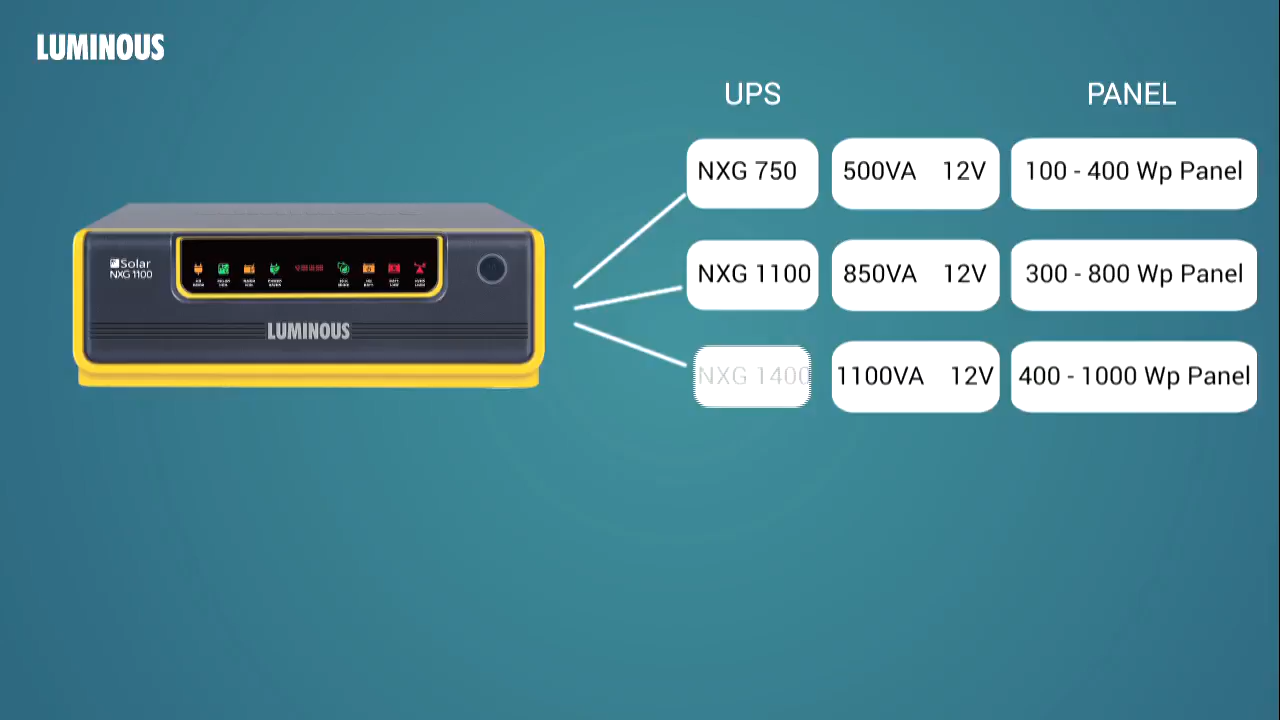 LUMINOUS
UPS PANEL
NXG 750 500VA 12V 100 - 400 Wp Panel
NXG 1100 850VA 12V 300 - 800 Wp Panel
NXG 1400 1100VA 12V 400 - 1000 Wp Panel
Solar
NXG 1100
LUMINOUS